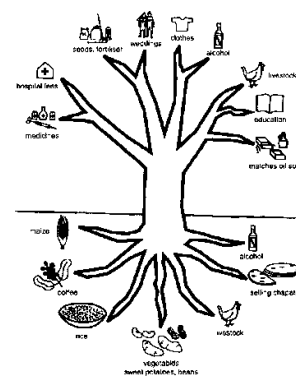 weddings
clothes
seeds, fertiliser
alcohol
hospital fees
livestock
medicines
education
matches oil so
maize
alcohol
coffee
selling chapati
rice
livestock
vegetables
sweet potatoes, beans